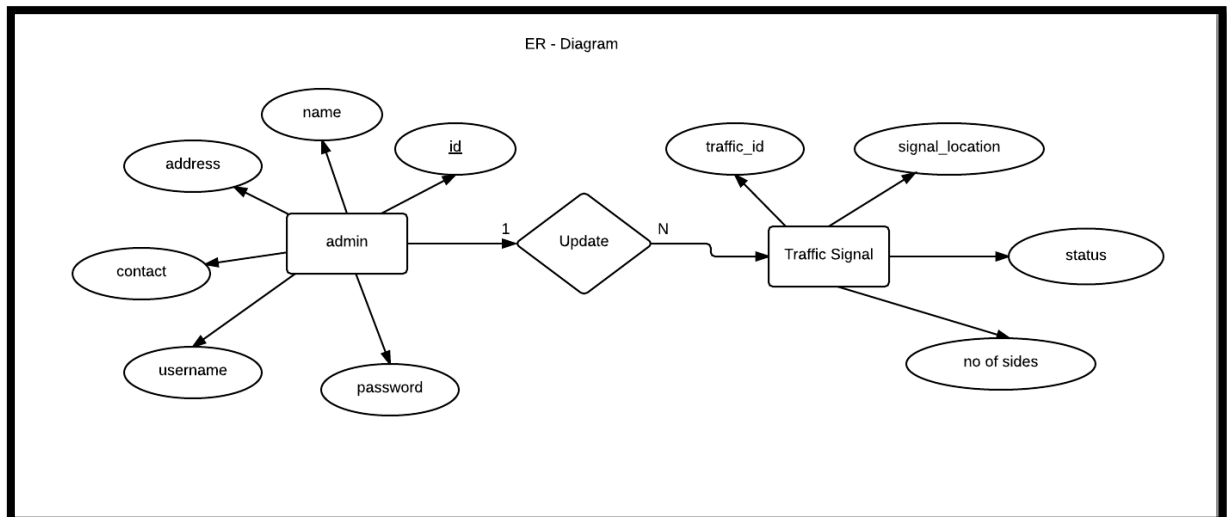 ER - Diagram
name
id
address
traffic_id
signal_location
admin
1
Update
N
Traffic Signal
status
contact
username
password
no of sides